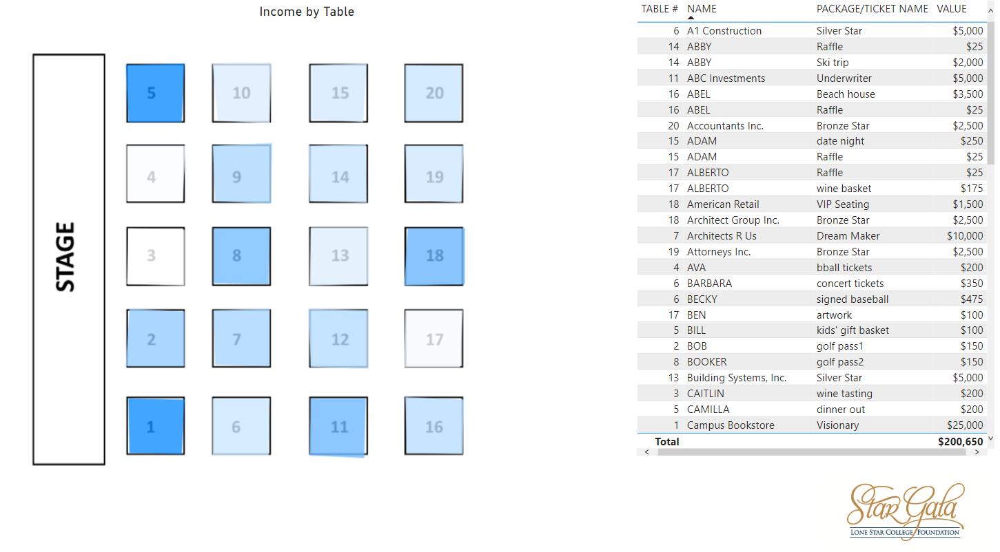 Income by Table
STAGE
5 10 15 20
4 9 14 19
3 8 13 18
2 7 12 17
1 6 11 16
TABLE # NAME PACKAGE/TICKET NAME VALUE
6 A1 Construction Silver Star $5,000
14 ABBY Raffle $25
14 ABBY Ski trip $2,000
11 ABC Investments Underwriter $5,000
16 ABEL Beach house $3,500
16 ABEL Raffle $25
20 Accountants Inc. Bronze Star $2,500
15 ADAM date night $250
15 ADAM Raffle $25
17 ALBERTO Raffle $25
17 ALBERTO wine basket $175
18 American Retail VIP Seating $1,500
18 Architect Group Inc. Bronze Star $2,500
7 Architects R Us Dream Maker $10,000
19 Attorneys Inc. Bronze Star $2,500
4 AVA bball tickets $200
6 BARBARA concert tickets $350
6 BECKY signed baseball $475
17 BEN artwork $100
5 BILL kids' gift basket $100
2 BOB golf pass1 $150
8 BOOKER golf pass2 $150
13 Building Systems, Inc. Silver Star $5,000
3 CAITLIN wine tasting $200
5 CAMILLA dinner out $200
1 Campus Bookstore Visionary $25,000
Total $200,650
Star Gala
LONE STAR COLLEGE FOUNDATION